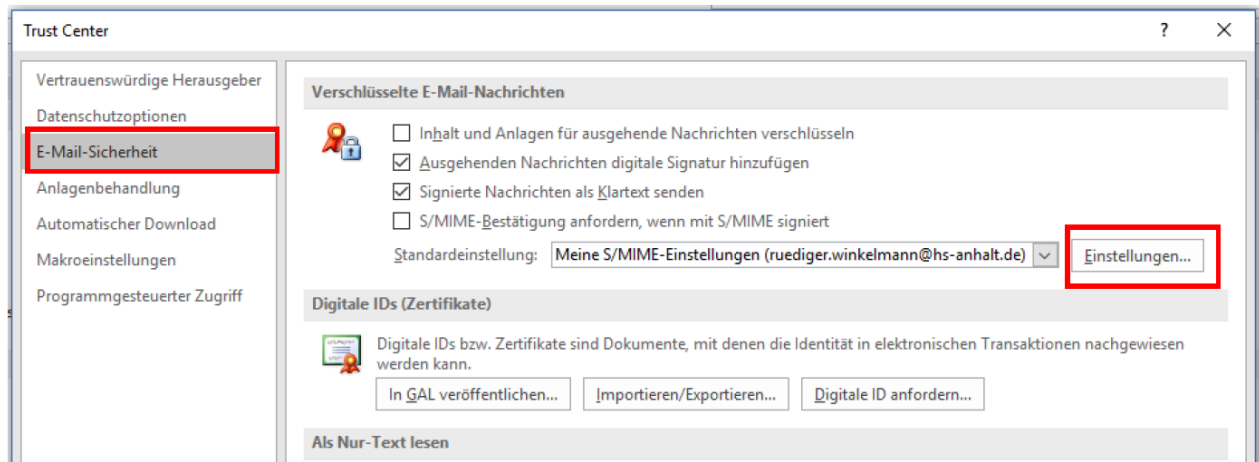 Trust Center
?
Vertrauenswürdige Herausgeber
Datenschutzoptionen
E-Mail-Sicherheit
Anlagenbehandlung
Automatischer Download
Makroeinstellungen
Programmgesteuerter Zugriff
Verschlüsselte E-Mail-Nachrichten
Inhalt und Anlagen für ausgehende Nachrichten verschlüsseln
Ausgehenden Nachrichten digitale Signatur hinzufügen
Signierte Nachrichten als Klartext senden
S/MIME-Bestätigung anfordern, wenn mit S/MIME signiert
Standardeinstellung: Meine S/MIME-Einstellungen (ruediger.winkelmann@hs-anhalt.de) Einstellungen...
Digitale IDs (Zertifikate)
Digitale IDs bzw. Zertifikate sind Dokumente, mit denen die Identität in elektronischen Transaktionen nachgewiesen
werden kann.
In GAL veröffentlichen... Importieren/Exportieren... Digitale ID anfordern...
Als Nur-Text lesen